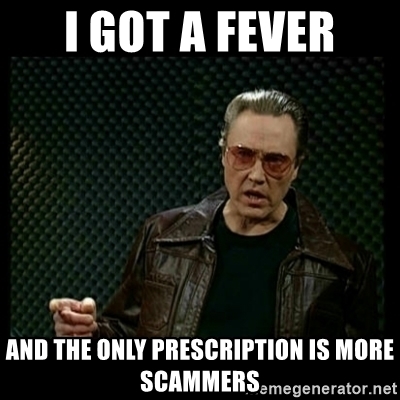 I GOT A FEVER
AND THE ONLY PRESCRIPTION IS MORE
SCAMMERS
memegenerator.net